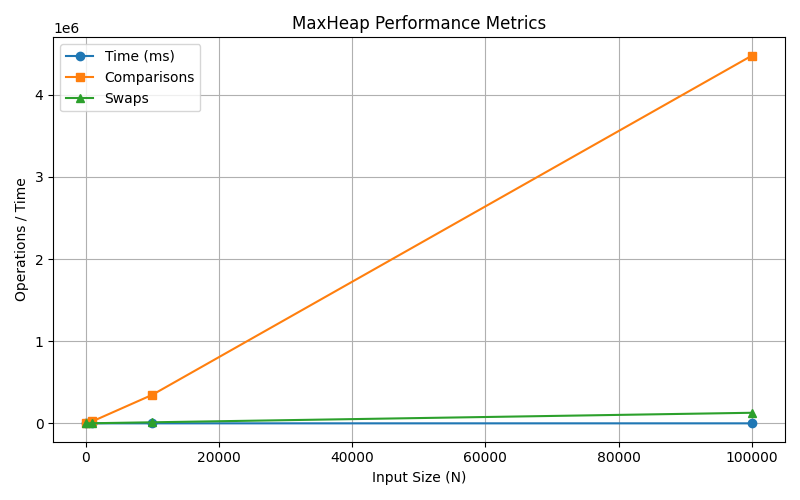 MaxHeap Performance Metrics
1e6
Time (ms)
Comparisons
Swaps
Operations / Time
4
3
2
1
0
0 20000 40000 60000 80000 100000
Input Size (N)